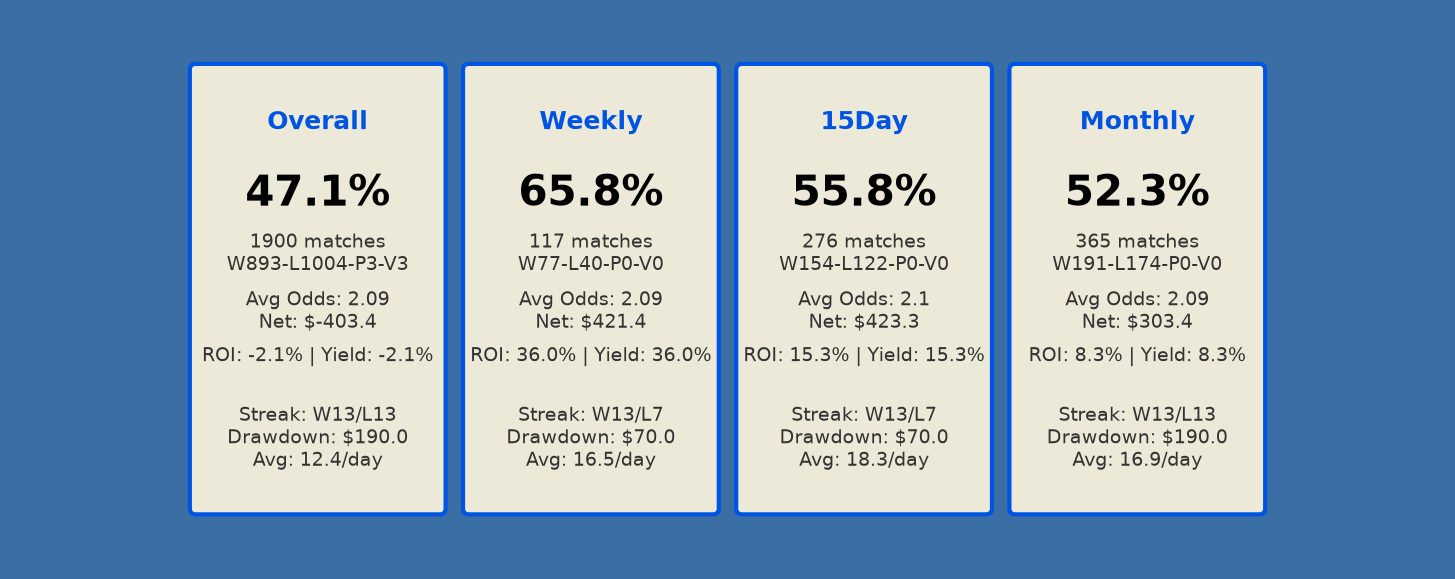 Overall
47.1%
1900 matches
W893-L1004-P3-V3
Avg Odds: 2.09
Net: $-403.4
ROI: -2.1% | Yield: -2.1%
Streak: W13/L13
Drawdown: $190.0
Avg: 12.4/day
Weekly
65.8%
117 matches
W77-L40-P0-V0
Avg Odds: 2.09
Net: $421.4
ROI: 36.0% | Yield: 36.0%
Streak: W13/L7
Drawdown: $70.0
Avg: 16.5/day
15Day
55.8%
276 matches
W154-L122-P0-V0
Avg Odds: 2.1
Net: $423.3
ROI: 15.3% | Yield: 15.3%
Streak: W13/L7
Drawdown: $70.0
Avg: 18.3/day
Monthly
52.3%
365 matches
W191-L174-P0-V0
Avg Odds: 2.09
Net: $303.4
ROI: 8.3% | Yield: 8.3%
Streak: W13/L13
Drawdown: $190.0
Avg: 16.9/day